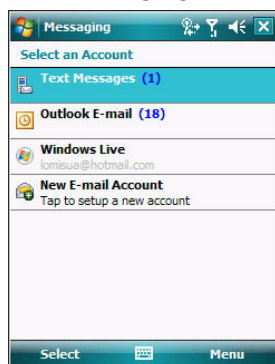 Messaging
Select an Account
Text Messages (1)
Outlook E-mail (18)
Windows Live
lomisua@hotmail.com
New E-mail Account
Tap to setup a new account
Select Menu